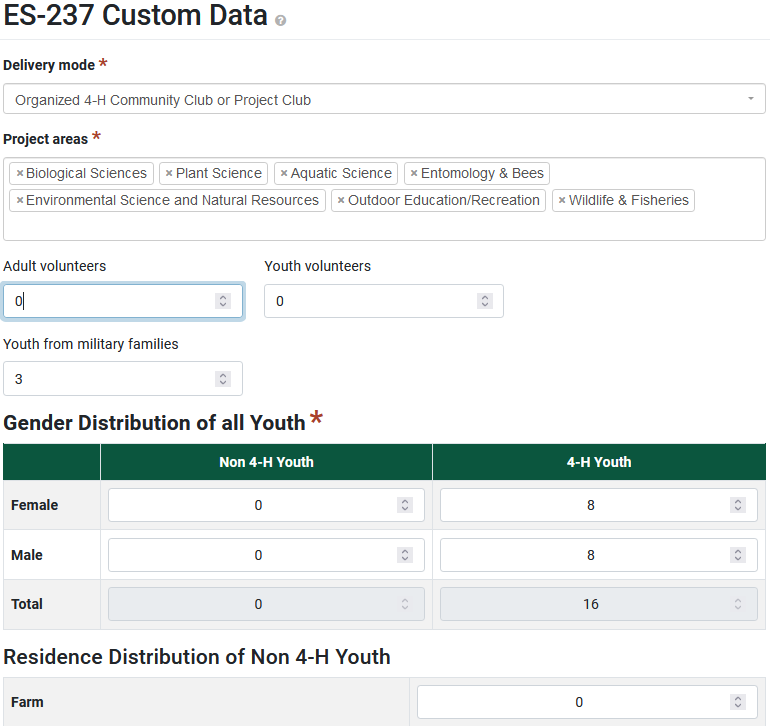 ES-237 Custom Data ?
Delivery mode *
Organized 4-H Community Club or Project Club
Project areas *
× Biological Sciences × Plant Science × Aquatic Science × Entomology & Bees
× Environmental Science and Natural Resources × Outdoor Education/Recreation × Wildlife & Fisheries
Adult volunteers Youth volunteers
0 0
Youth from military families
3
Gender Distribution of all Youth *
Non 4-H Youth 4-H Youth
Female 0 8
Male 0 8
Total 0 16
Residence Distribution of Non 4-H Youth
Farm 0